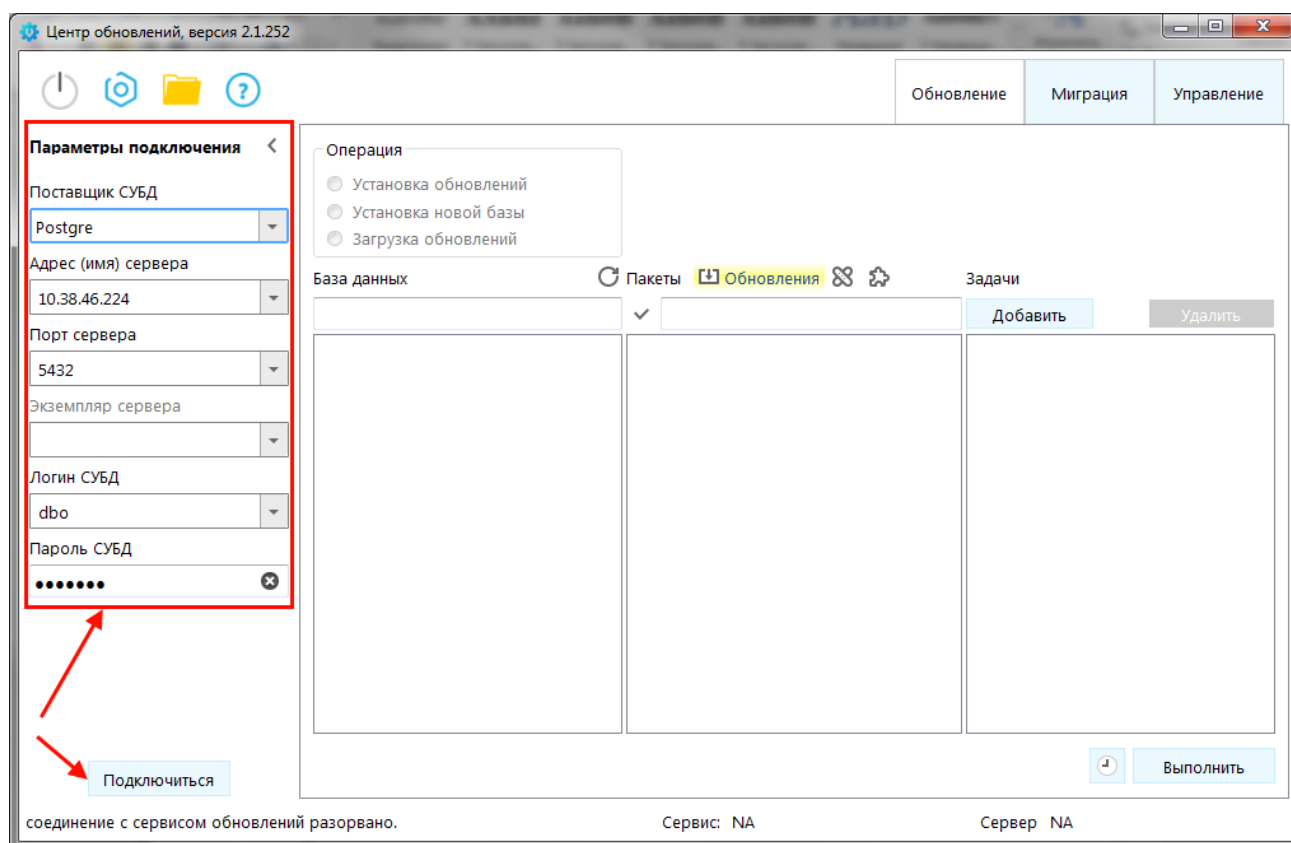 Центр обновлений, версия 2.1.252
Обновление
Миграция
Управление
Параметры подключения
Поставщик СУБД
Postgre
Адрес (имя) сервера
10.38.46.224
Порт сервера
5432
Экземпляр сервера
Логин СУБД
dbo
Пароль СУБД
•••••••
Подключиться
Операция
Установка обновлений
Установка новой базы
Загрузка обновлений
База данных
Пакеты
Обновления
Задачи
Добавить
Удалить
Выполнить
соединение с сервисом обновлений разорвано.
Сервис: NA
Сервер NA